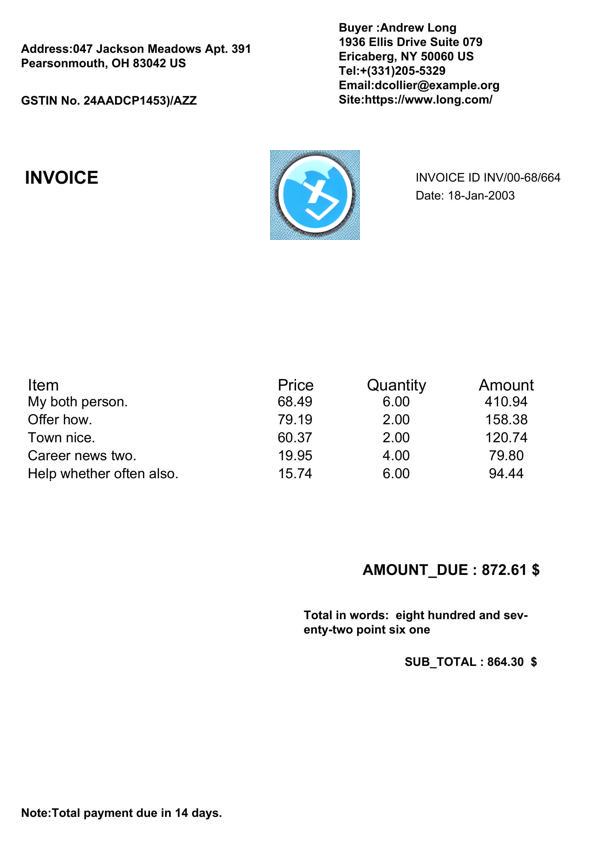 Address:047 Jackson Meadows Apt. 391
Pearsonmouth, OH 83042 US
GSTIN No. 24AADCP1453)/AZZ
Buyer :Andrew Long
1936 Ellis Drive Suite 079
Ericaberg, NY 50060 US
Tel:+(331)205-5329
Email:dcollier@example.org
Site:https://www.long.com/
INVOICE
INVOICE ID INV/00-68/664
Date: 18-Jan-2003
Item Price Quantity Amount
My both person. 68.49 6.00 410.94
Offer how. 79.19 2.00 158.38
Town nice. 60.37 2.00 120.74
Career news two. 19.95 4.00 79.80
Help whether often also. 15.74 6.00 94.44
AMOUNT_DUE : 872.61 $
Total in words: eight hundred and sev-
enty-two point six one
SUB_TOTAL : 864.30 $
Note:Total payment due in 14 days.